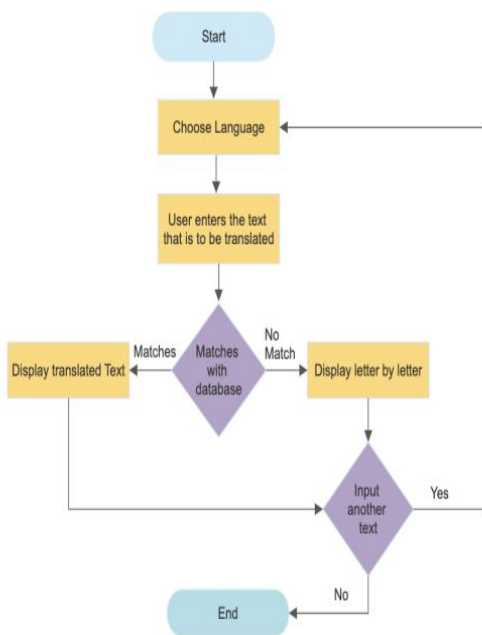 Start
Choose Language
User enters the text
that is to be translated
Matches
Matches
with
database
No
Match
Display translated Text
Display letter by letter
Input
another
text
Yes
No
End